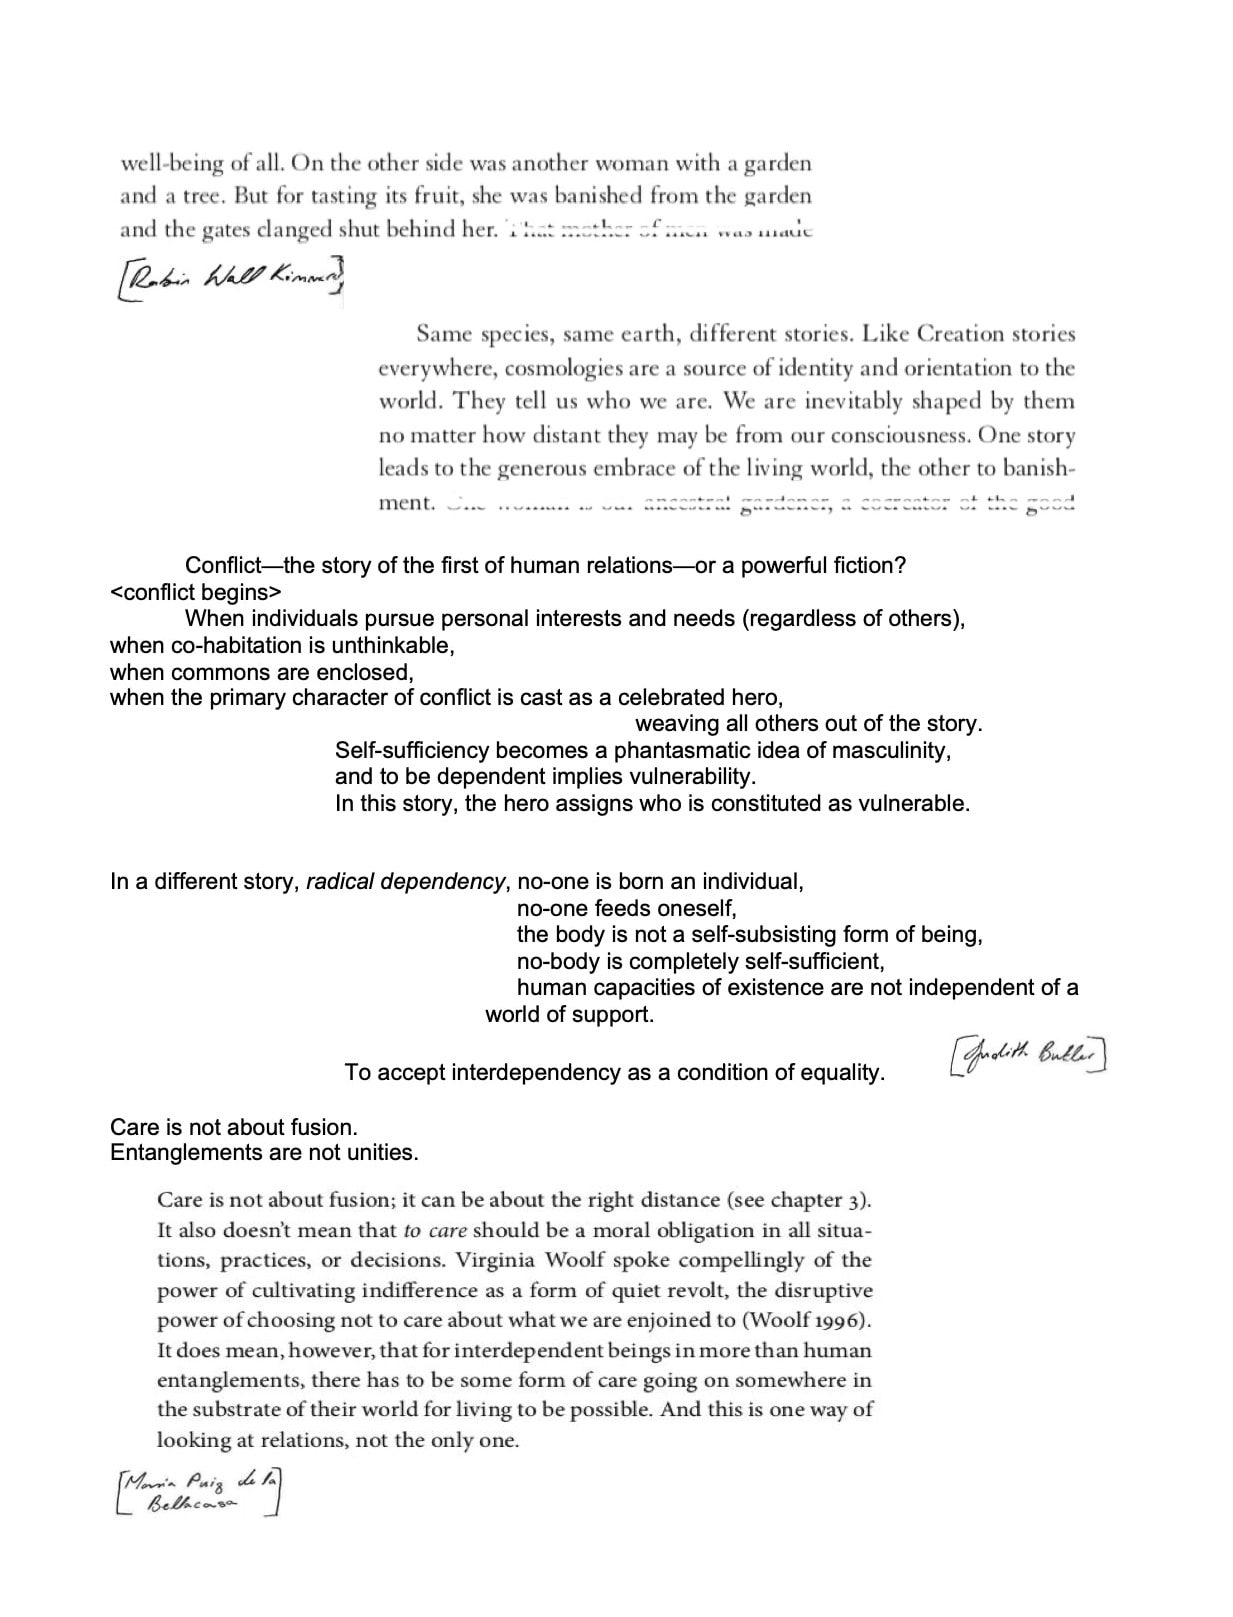 well-being of all. On the other side was another woman with a garden
and a tree. But for tasting its fruit, she was banished from the garden
and the gates clanged shut behind her. That mother of men was made
[Robin Wall Kimmerer]
Same species, same earth, different stories. Like Creation stories
everywhere, cosmologies are a source of identity and orientation to the
world. They tell us who we are. We are inevitably shaped by them
no matter how distant they may be from our consciousness. One story
leads to the generous embrace of the living world, the other to banish-
ment. ancestral gardener, a cocreator of the good
Conflict—the story of the first of human relations—or a powerful fiction?
<conflict begins>
When individuals pursue personal interests and needs (regardless of others),
when co-habitation is unthinkable,
when commons are enclosed,
when the primary character of conflict is cast as a celebrated hero,
weaving all others out of the story.
Self-sufficiency becomes a phantasmatic idea of masculinity,
and to be dependent implies vulnerability.
In this story, the hero assigns who is constituted as vulnerable.
In a different story, radical dependency, no-one is born an individual,
no-one feeds oneself,
the body is not a self-subsisting form of being,
no-body is completely self-sufficient,
human capacities of existence are not independent of a
world of support.
[Judith Butler]
To accept interdependency as a condition of equality.
Care is not about fusion.
Entanglements are not unities.
Care is not about fusion; it can be about the right distance (see chapter 3).
It also doesn't mean that to care should be a moral obligation in all situa-
tions, practices, or decisions. Virginia Woolf spoke compellingly of the
power of cultivating indifference as a form of quiet revolt, the disruptive
power of choosing not to care about what we are enjoined to (Woolf 1996).
It does mean, however, that for interdependent beings in more than human
entanglements, there has to be some form of care going on somewhere in
the substrate of their world for living to be possible. And this is one way of
looking at relations, not the only one.
[Maria Puig de la
Bellacasa]